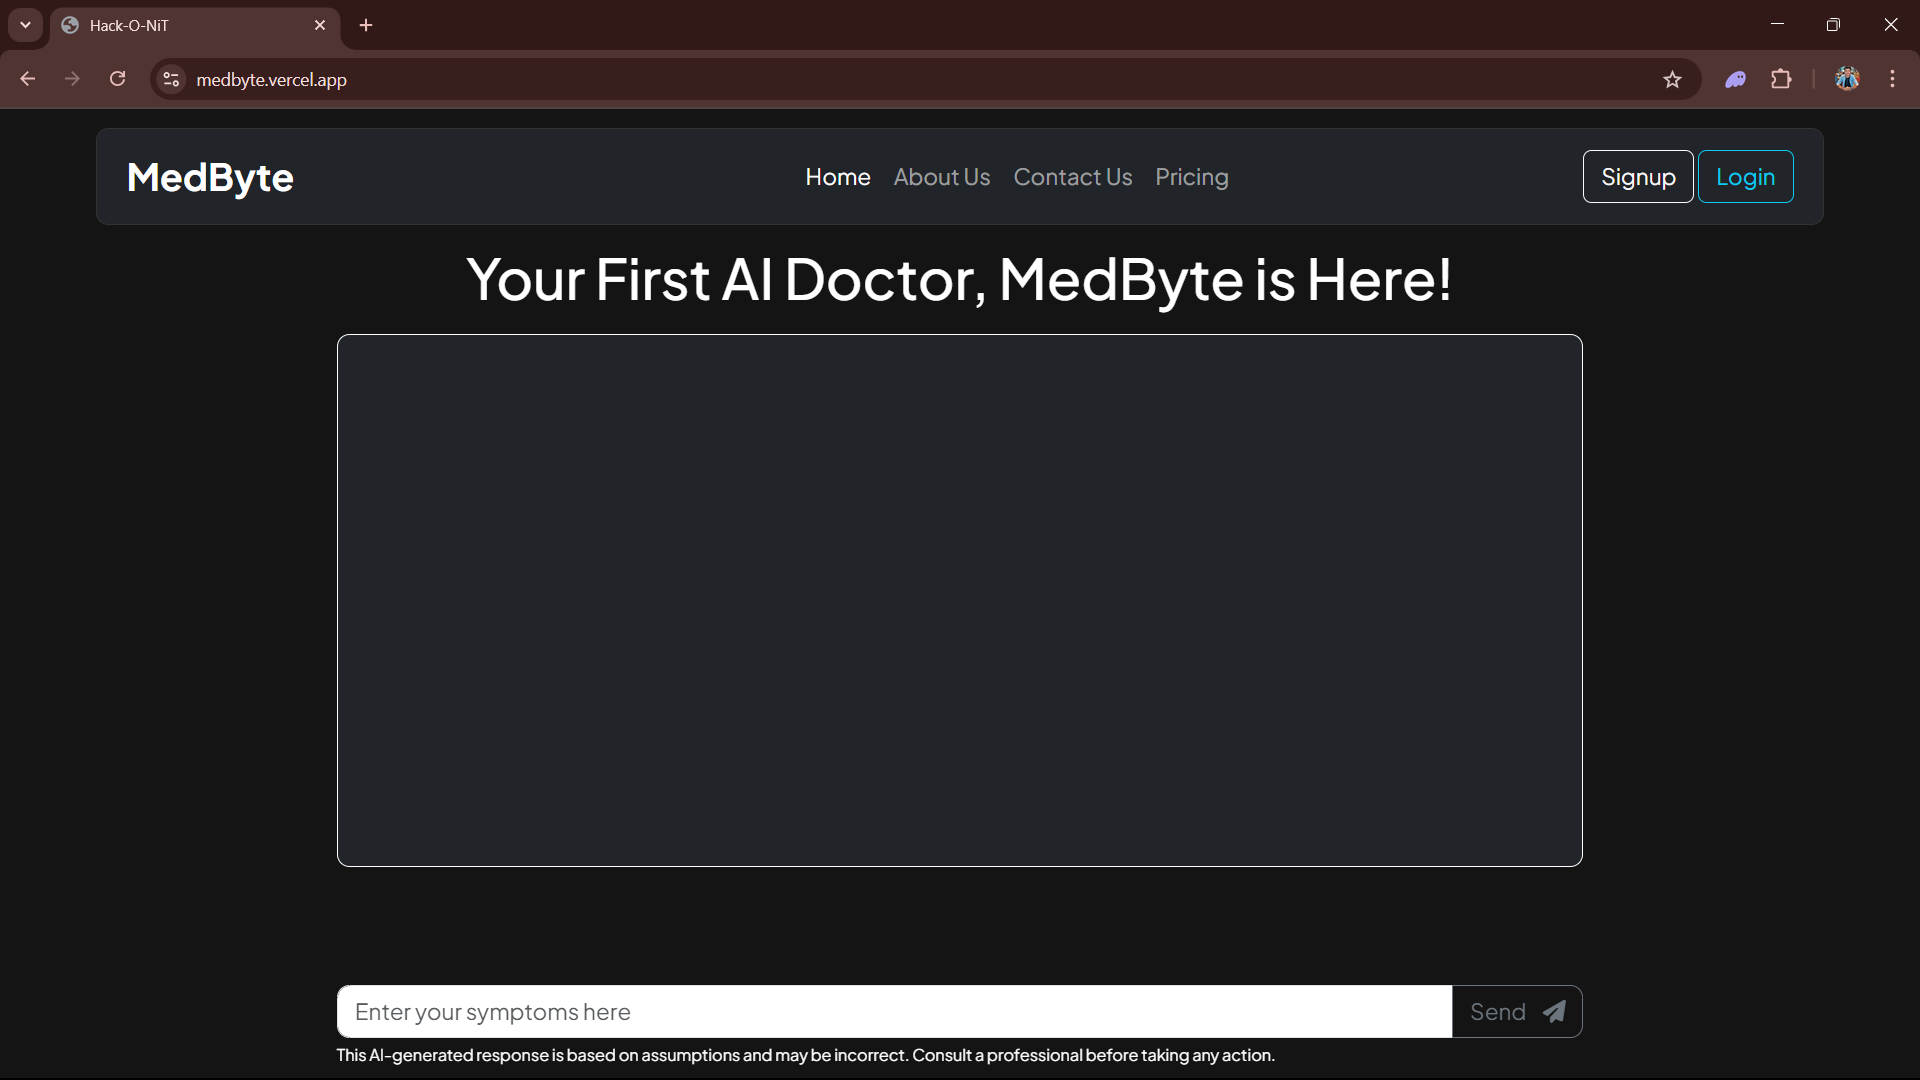 Hack-O-NiT
medbyte.vercel.app
MedByte
Home About Us Contact Us Pricing
Signup Login
Your First AI Doctor, MedByte is Here!
Enter your symptoms here
Send
This AI-generated response is based on assumptions and may be incorrect. Consult a professional before taking any action.